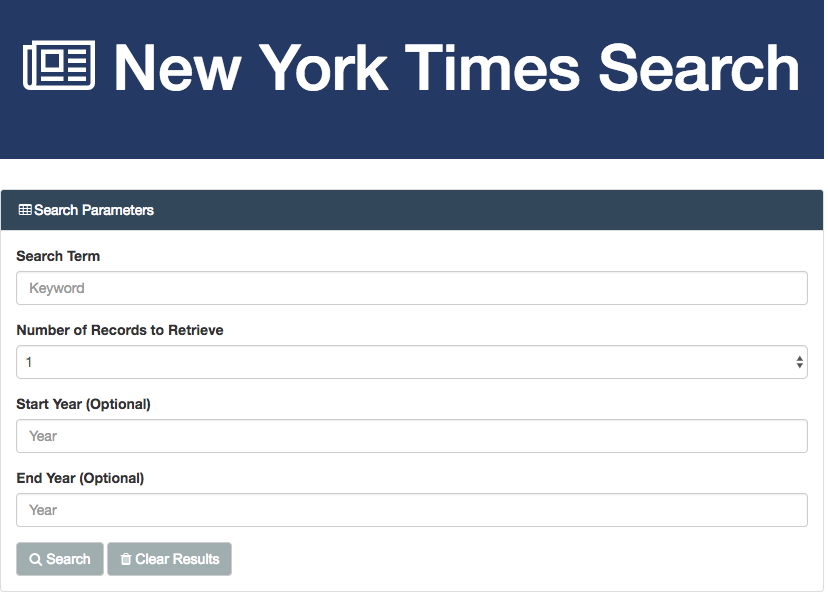 New York Times Search
Search Parameters
Search Term
Keyword
Number of Records to Retrieve
1
Start Year (Optional)
Year
End Year (Optional)
Year
Search Clear Results